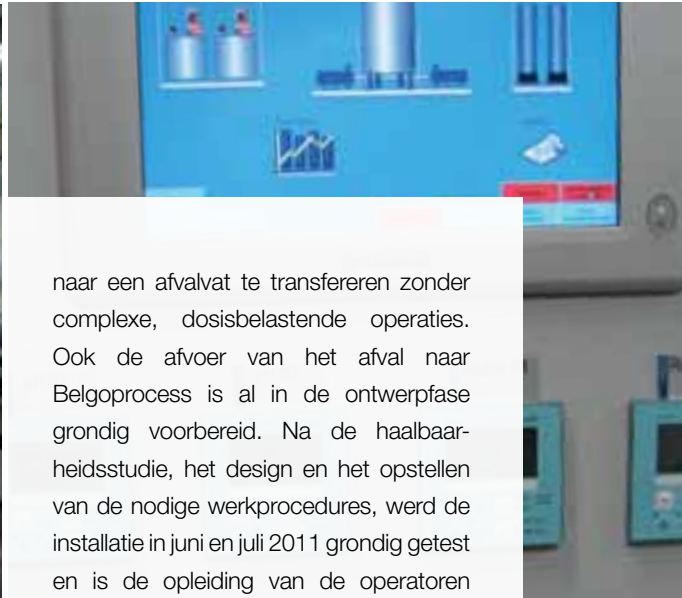 naar een afvalvat te transfereren zonder
complexe, dosisbelastende operaties.
Ook de afvoer van het afval naar
Belgoprocess is al in de ontwerpfase
grondig voorbereid. Na de haalbaar-
heidsstudie, het design en het opstellen
van de nodige werkprocedures, werd de
installatie in juni en juli 2011 grondig getest
en is de opleiding van de operatoren